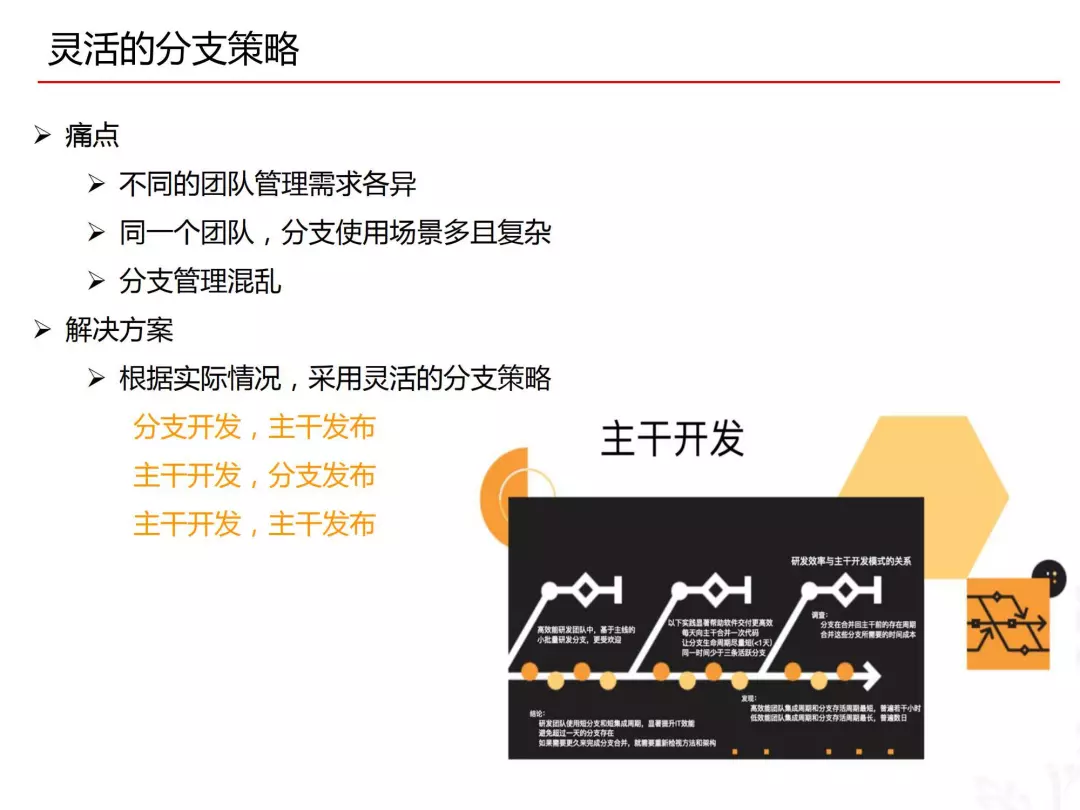 灵活的分支策略
痛点
不同的团队管理需求各异
同一个团队，分支使用场景多且复杂
分支管理混乱
解决方案
根据实际情况，采用灵活的分支策略
分支开发，主干发布
主干开发，分支发布
主干开发，主干发布
主干开发
研发效率与主干开发模式的关系
高效能研发团队中，基于主线的
小批量研发分支，更受欢迎
以下实践显著帮助软件交付更高效
每天向主干合并一次代码
让分支生命周期尽量短(<1天)
同一时间少于三条活跃分支
调查：
分支在合并回主干前的存在周期
合并这些分支所需要的时间成本
发现：
高效能团队集成周期和分支存活周期最短，普遍若干小时
低效能团队集成周期和分支存活周期最长，普遍数日
结论：
研发团队使用短分支和短集成周期，显著提升IT效能
避免超过一天的分支存在
如果需要更久来完成分支合并，就需要重新检视方法和架构